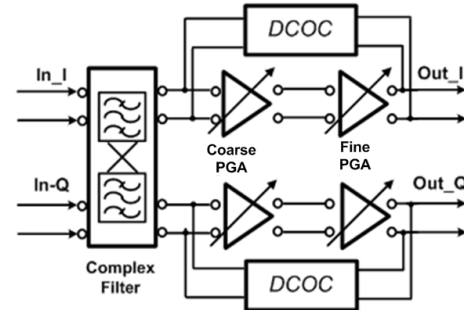 DCOC
In_I
Out_I
Coarse
PGA
Fine
PGA
In-Q
Out_Q
Complex
Filter
DCOC